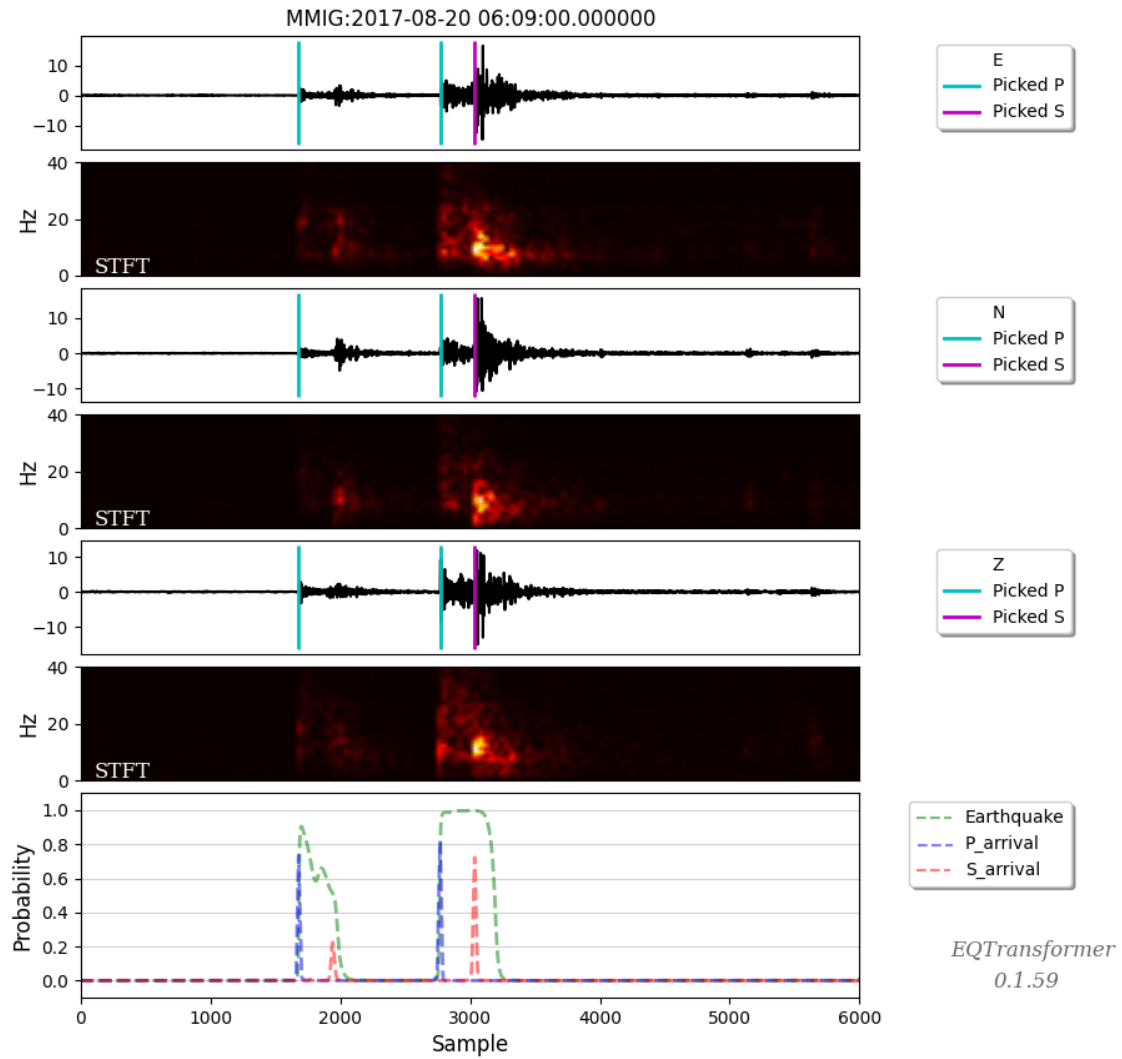 MMIG:2017-08-20 06:09:00.000000
10
0
−10
E
Picked P
Picked S
40
20
0
Hz
STFT
10
0
−10
N
Picked P
Picked S
40
20
0
Hz
STFT
10
0
−10
Z
Picked P
Picked S
40
20
0
Hz
STFT
1.0
0.8
0.6
0.4
0.2
0.0
Probability
Earthquake
P_arrival
S_arrival
EQTransformer
0.1.59
0 1000 2000 3000 4000 5000 6000
Sample